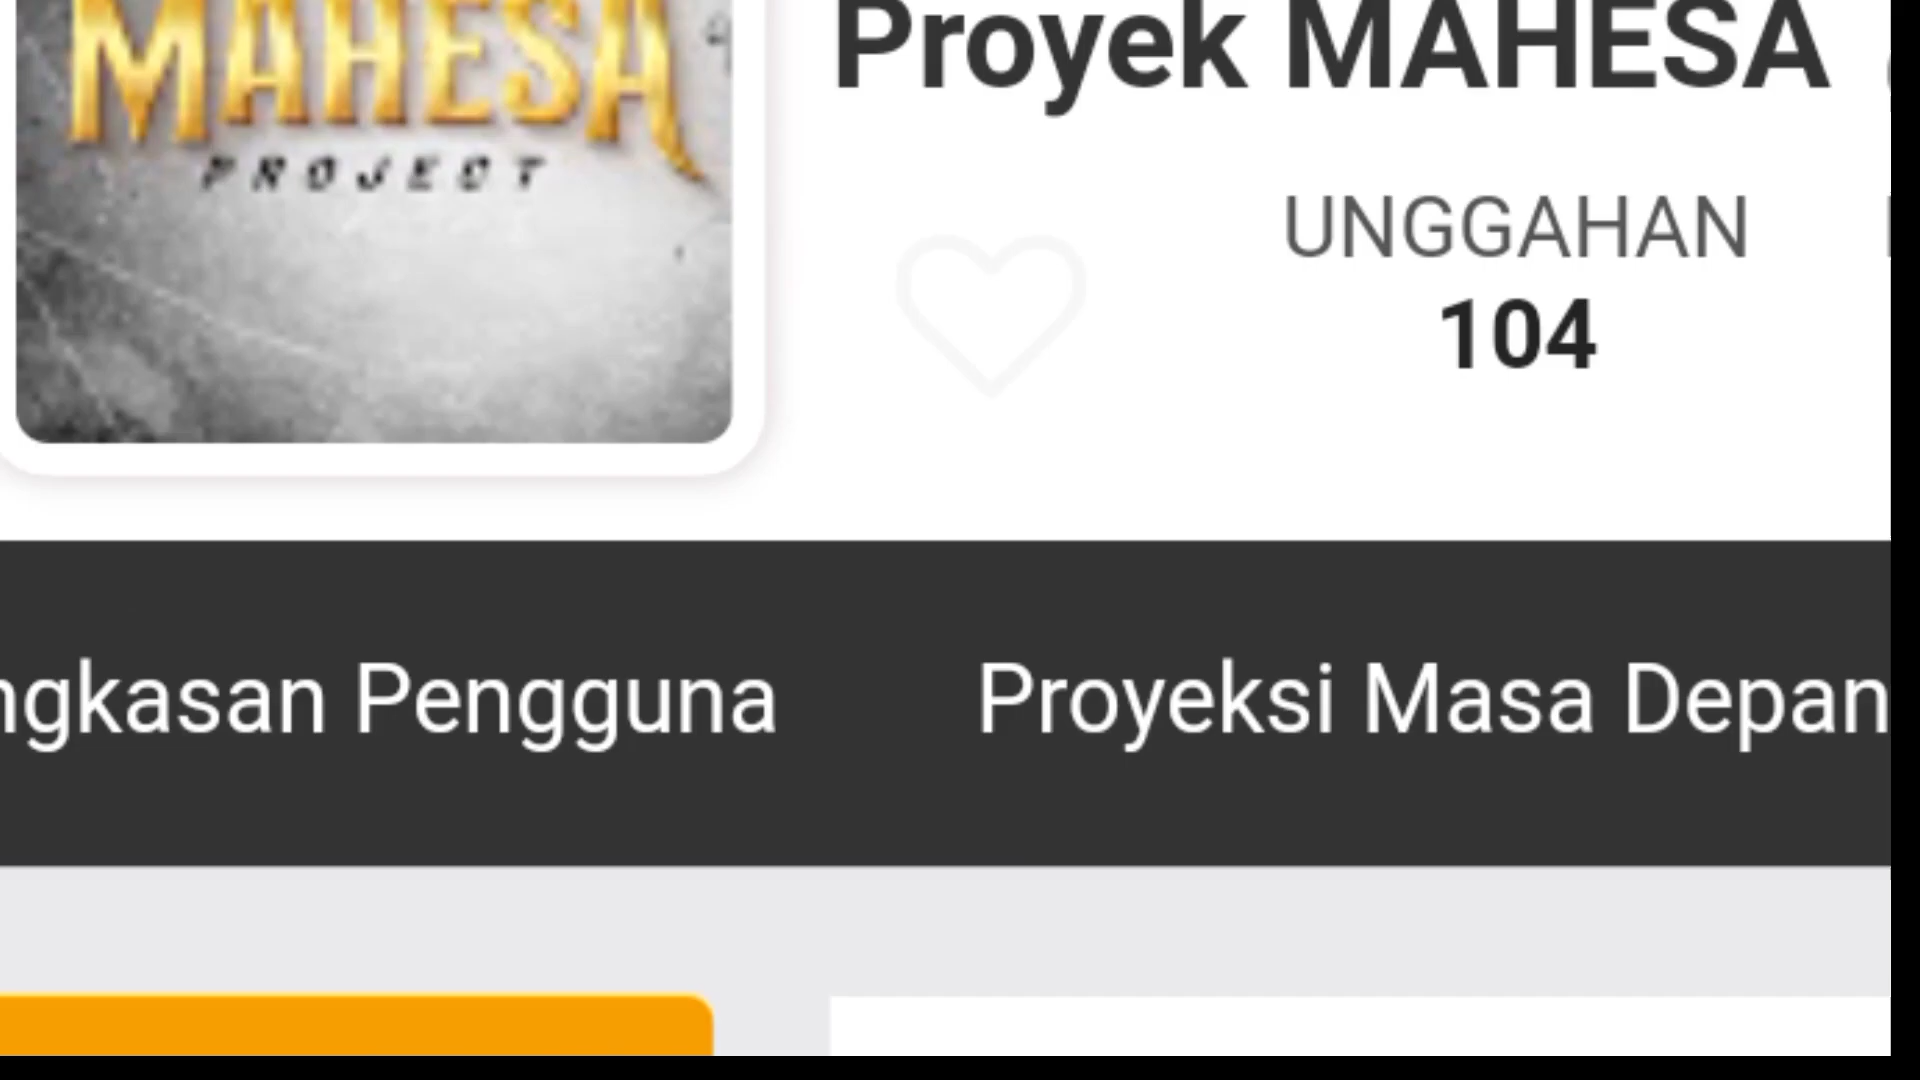 MAHESA
PROJECT
Proyek MAHESA
UNGGAHAN
104
ngkasan Pengguna
Proyeksi Masa Depan